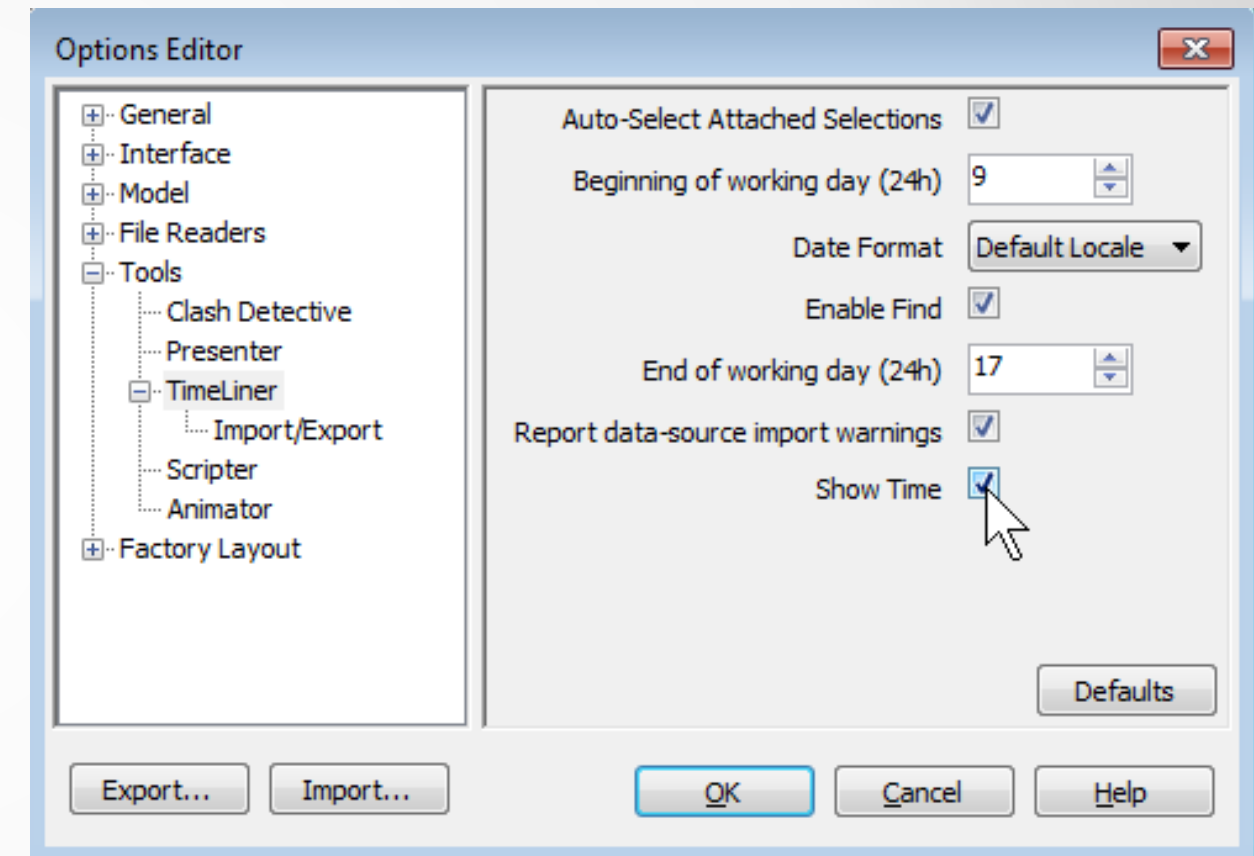 Options Editor
General
Interface
Model
File Readers
Tools
Clash Detective
Presenter
TimeLiner
Import/Export
Scripter
Animator
Factory Layout
Auto-Select Attached Selections
Beginning of working day (24h) 9
Date Format Default Locale
Enable Find
End of working day (24h) 17
Report data-source import warnings
Show Time
Defaults
Export... Import... OK Cancel Help